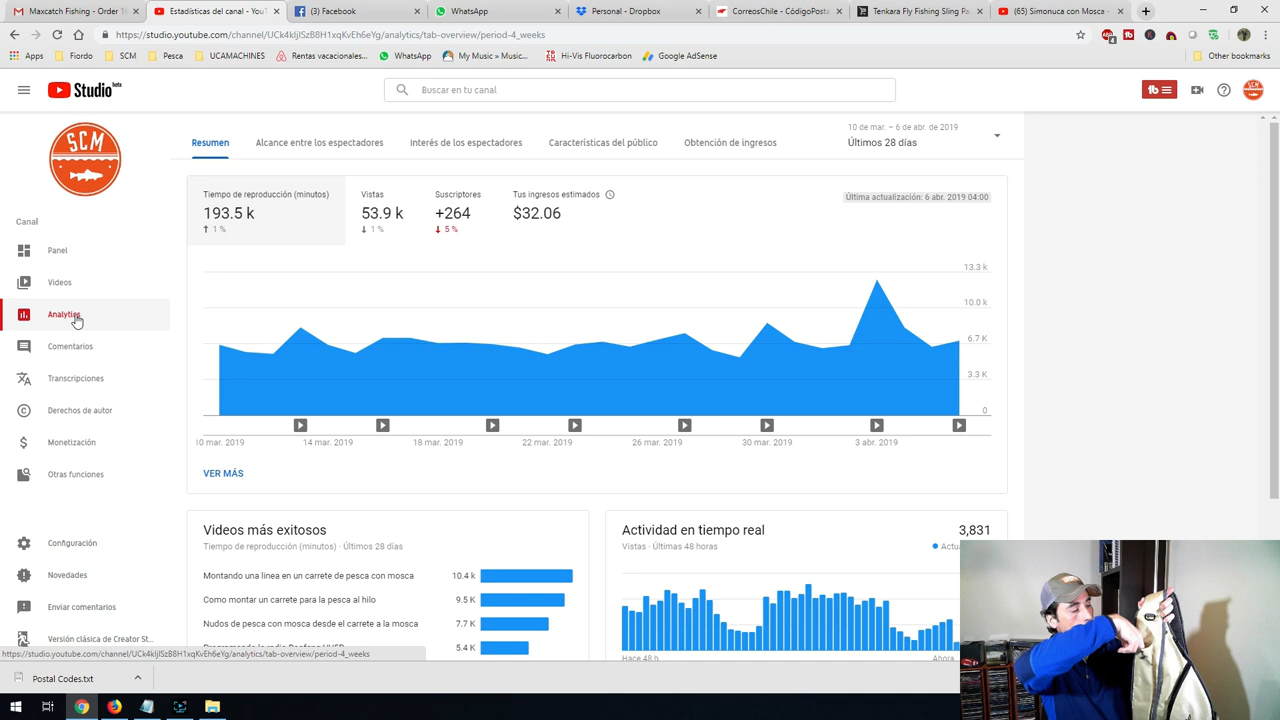 Maxcatch Fishing - Order 10
Estadísticas del canal - YouT
(3) Facebook
WhatsApp
Personal - Dropbox
CorreosChile - CódigoPosta
Tenkara Fly Fishing Sling Pa
(65) Simonuca con Mosca -
https://studio.youtube.com/channel/UCk4kJjSzB8H1xqKvEh6eYg/analytics/tab-overview/period-4_weeks
Apps
Fiordo
SCM
Pesca
UCAMACHINES
Rentas vacacionales...
WhatsApp
My Music » Music...
Hi-Vis Fluorocarbon
Google AdSense
Other bookmarks
Studio beta
Buscar en tu canal
SCM
Canal
Panel
Videos
Analytics
Comentarios
Transcripciones
Derechos de autor
Monetización
Otras funciones
Configuración
Novedades
Enviar comentarios
Versión clásica de Creator St...
Resumen
Alcance entre los espectadores
Interés de los espectadores
Características del público
Obtención de ingresos
10 de mar. – 6 de abr. de 2019
Últimos 28 días
Tiempo de reproducción (minutos)
193.5 k
1 %
Vistas
53.9 k
1 %
Suscriptores
+264
5 %
Tus ingresos estimados
$32.06
Última actualización: 6 abr. 2019 04:00
13.3 k
10.0 k
6.7 K
3.3 K
0
10 mar. 2019
14 mar. 2019
18 mar. 2019
22 mar. 2019
26 mar. 2019
30 mar. 2019
3 abr. 2019
VER MÁS
Videos más exitosos
Tiempo de reproducción (minutos) · Últimos 28 días
Montando una linea en un carrete de pesca con mosca
10.4 k
Como montar un carrete para la pesca al hilo
9.5 K
Nudos de pesca con mosca desde el carrete a la mosca
7.7 K
5.4 K
Actividad en tiempo real
3,831
Vistas · Últimas 48 horas
Actu
Hace 48 h
Ahora
https://studio.youtube.com/channel/UCk4kJjSzB8H1xqKvEh6eYg/analytics/tab-overview/period-4_weeks
Postal Codes.txt